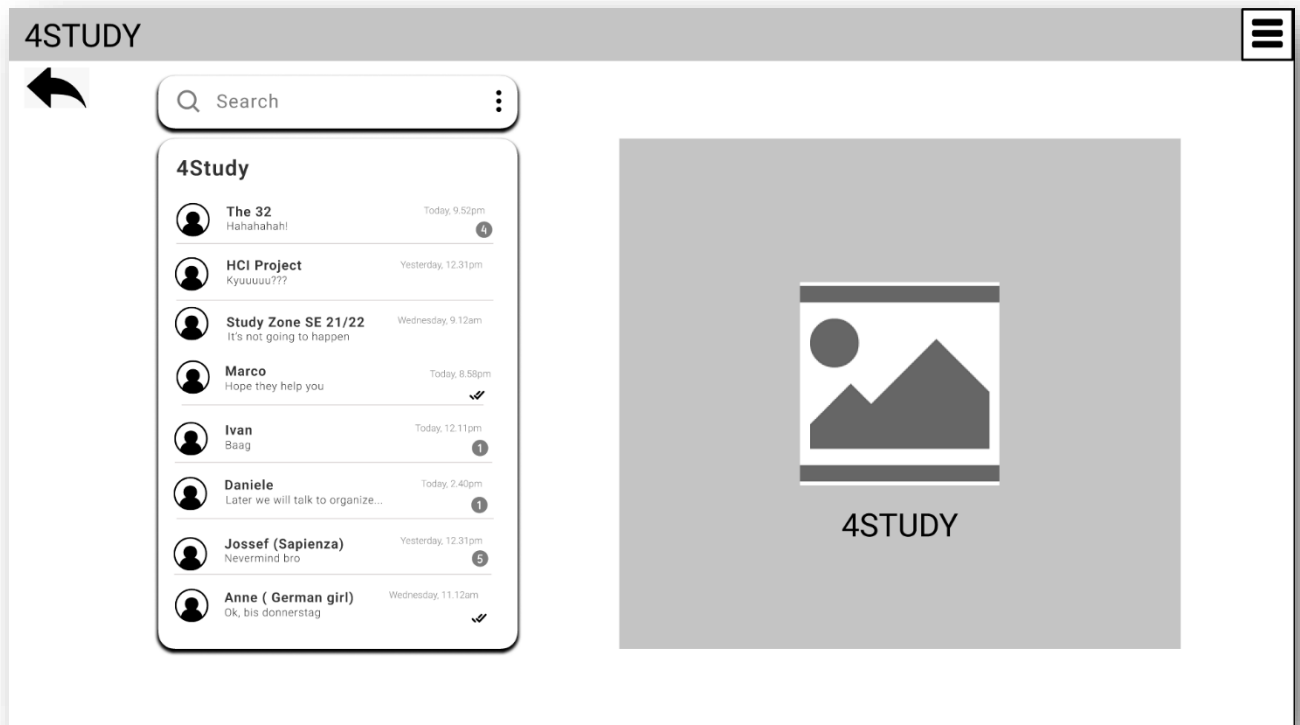 4STUDY
Search
4Study
The 32
Today, 9.52pm
Hahahahah!
4
HCI Project
Yesterday, 12.31pm
Kyuuuuu???
Study Zone SE 21/22
Wednesday, 9.12am
It's not going to happen
Marco
Today, 8.58pm
Hope they help you
Ivan
Today, 12.11pm
Baag
1
Daniele
Today, 2.40pm
Later we will talk to organize...
1
Jossef (Sapienza)
Yesterday, 12.31pm
Nevermind bro
5
Anne ( German girl)
Wednesday, 11.12am
Ok, bis donnerstag
4STUDY